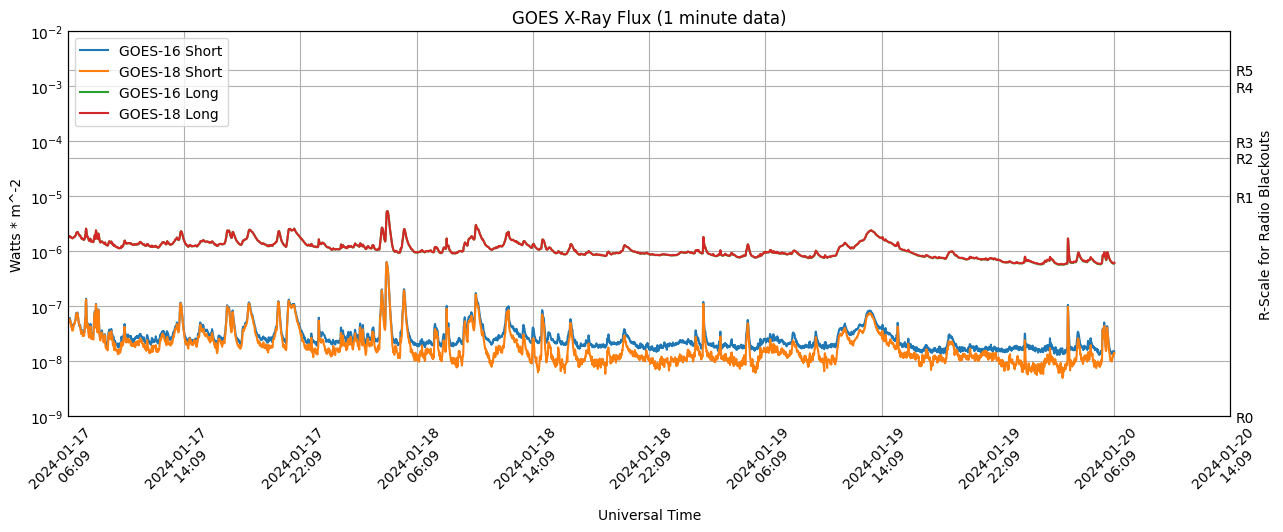 GOES X-Ray Flux (1 minute data)
GOES-16 Short
GOES-18 Short
GOES-16 Long
GOES-18 Long
Watts * m^-2
10⁻²
10⁻³
10⁻⁴
10⁻⁵
10⁻⁶
10⁻⁷
10⁻⁸
10⁻⁹
R5
R4
R3
R2
R1
R0
R-Scale for Radio Blackouts
2024-01-17
06:09
2024-01-17
14:09
2024-01-17
22:09
2024-01-18
06:09
2024-01-18
14:09
2024-01-18
22:09
2024-01-19
06:09
2024-01-19
14:09
2024-01-19
22:09
2024-01-20
06:09
2024-01-20
14:09
Universal Time